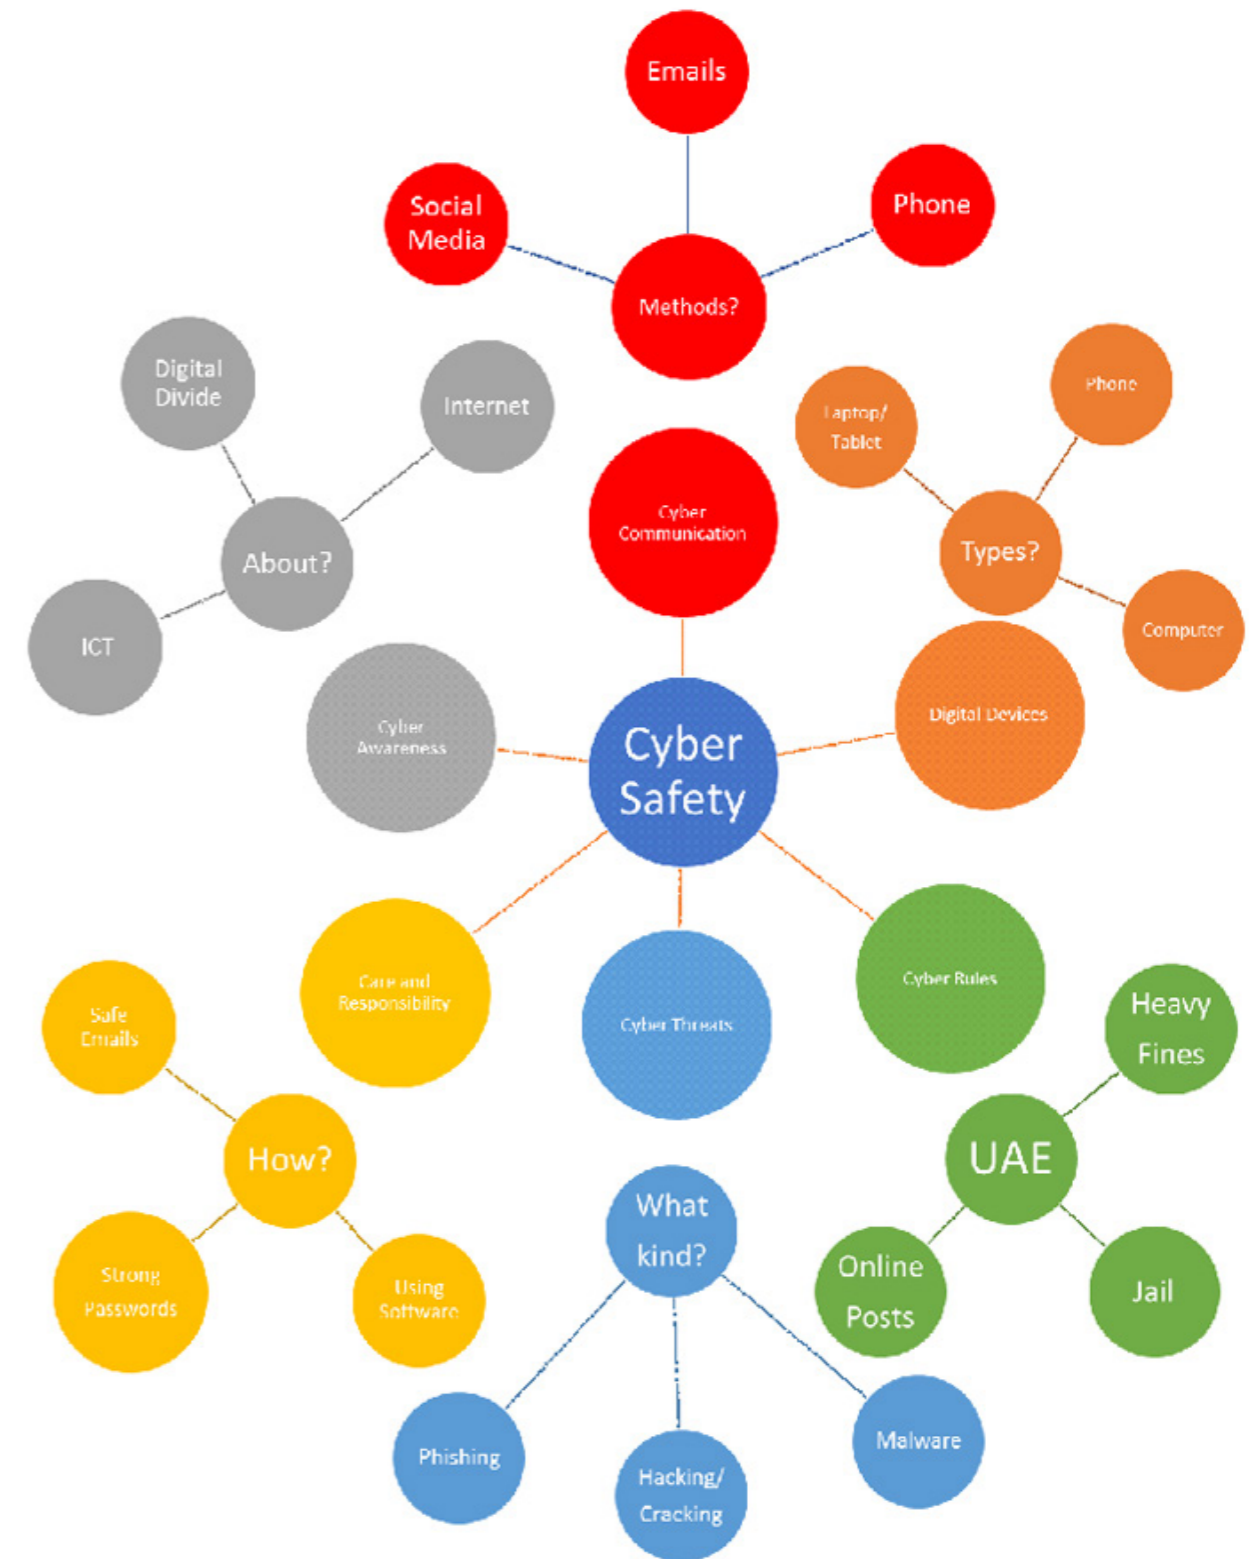 Emails
Social
Media
Phone
Methods?
Digital
Divide
Internet
About?
ICT
Laptop/
Tablet
Phone
Types?
Computer
Cyber
Communication
Cyber
Awareness
Cyber
Safety
Digital Devices
Care and
Responsibility
Cyber Threats
Cyber Rules
Safe
Emails
How?
Strong
Passwords
Using
Software
What
kind?
Phishing
Hacking/
Cracking
Malware
Heavy
Fines
UAE
Online
Posts
Jail